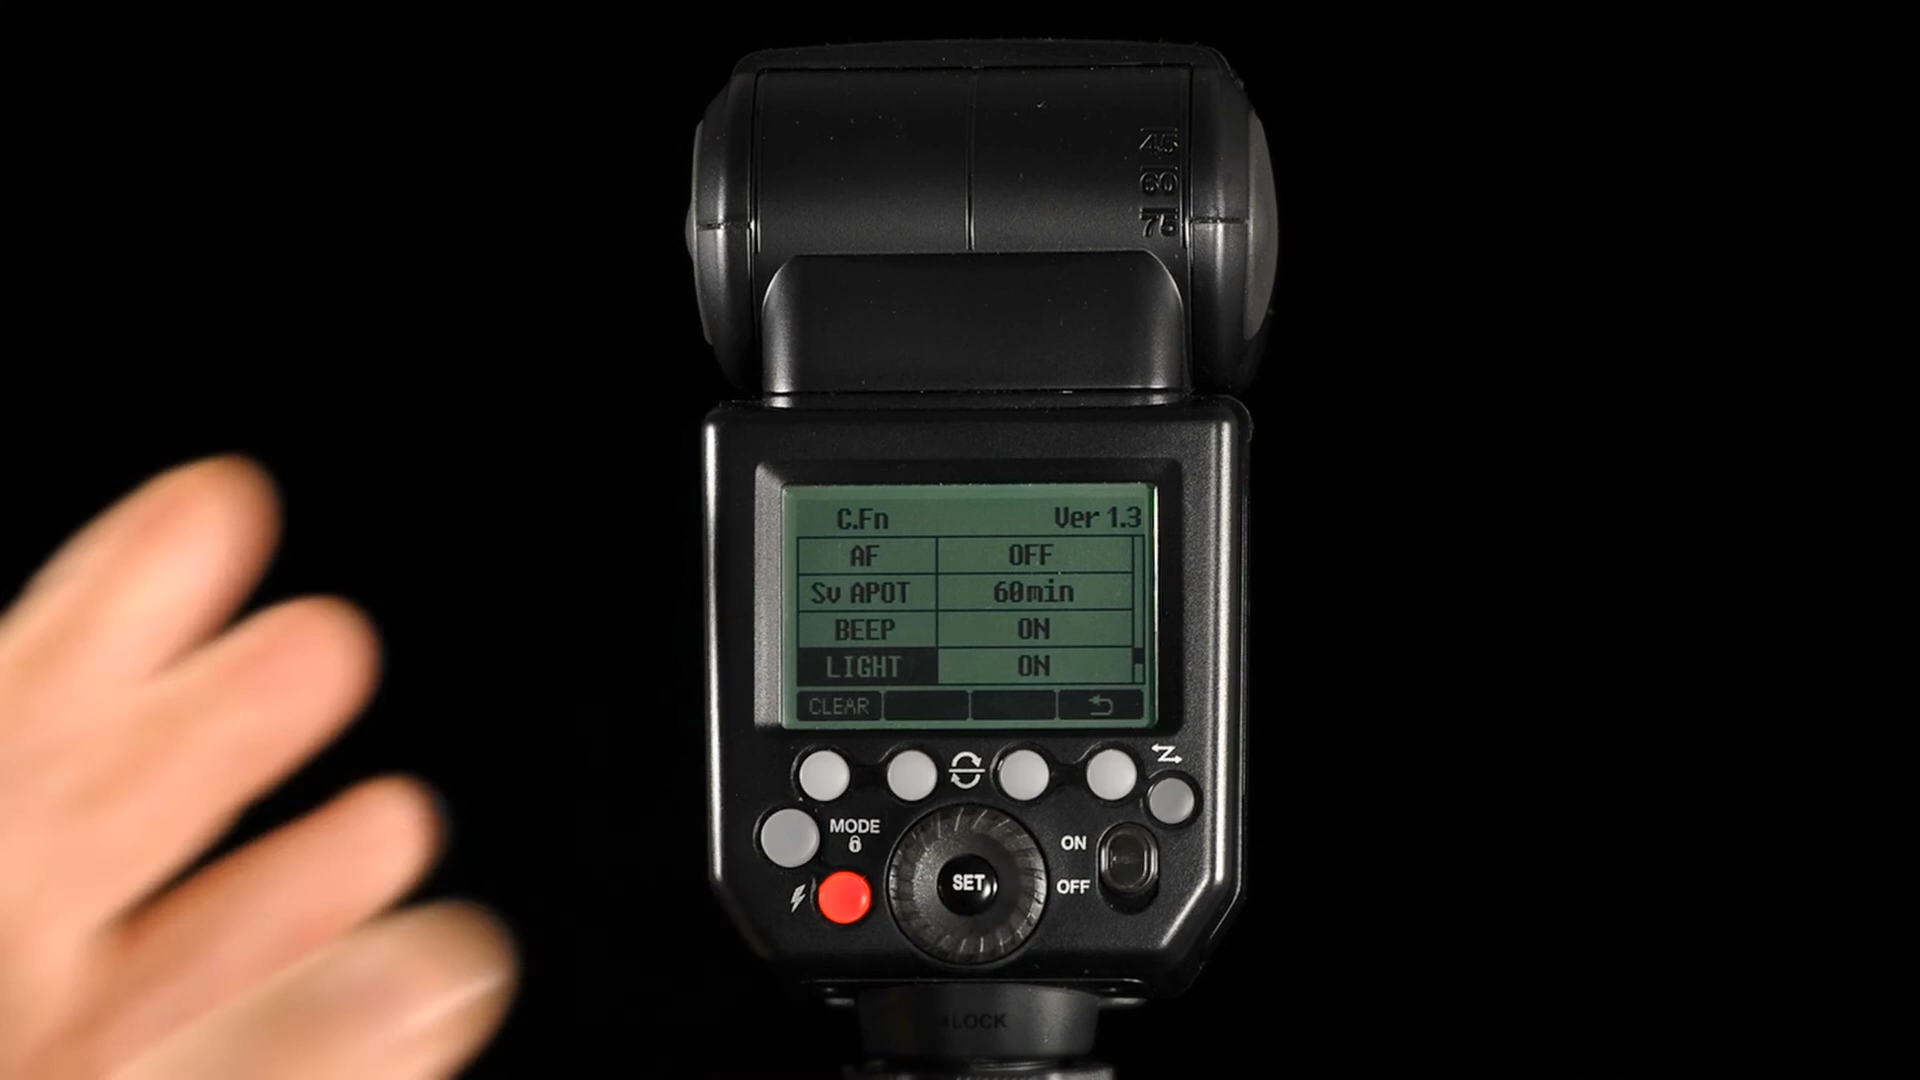 45
60
75
C.Fn Ver 1.3
AF OFF
Sv APOT 60min
BEEP ON
LIGHT ON
CLEAR
MODE
ON
SET
OFF
LOCK